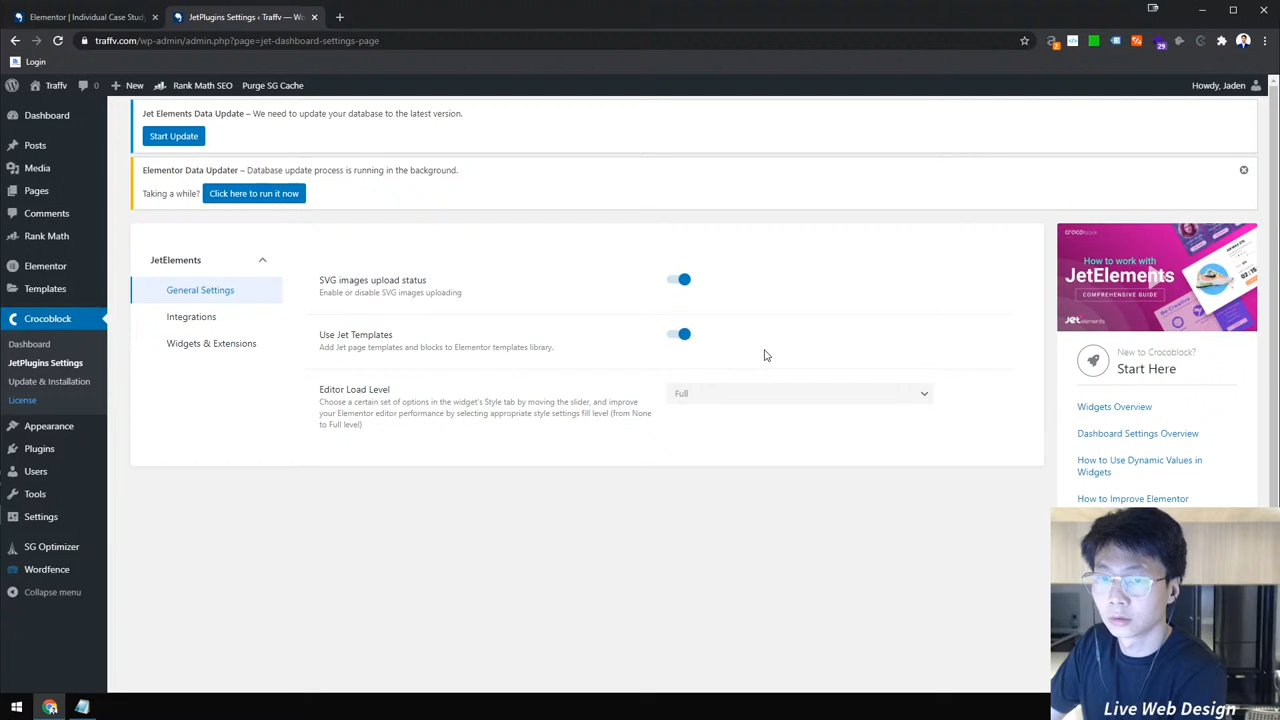 Elementor | Individual Case Stud
JetPlugins Settings ‹ Traffv — Wo
traffv.com/wp-admin/admin.php?page=jet-dashboard-settings-page
2
29
Login
Traffv
0
New
Rank Math SEO
Purge SG Cache
Howdy, Jaden
Dashboard
Posts
Media
Pages
Comments
Rank Math
Elementor
Templates
Crocoblock
Dashboard
JetPlugins Settings
Update & Installation
License
Appearance
Plugins
Users
Tools
Settings
SG Optimizer
Wordfence
Collapse menu
Jet Elements Data Update – We need to update your database to the latest version.
Start Update
Elementor Data Updater – Database update process is running in the background.
Taking a while? Click here to run it now
JetElements
General Settings
Integrations
Widgets & Extensions
SVG images upload status
Enable or disable SVG images uploading
Use Jet Templates
Add Jet page templates and blocks to Elementor templates library.
Editor Load Level
Choose a certain set of options in the widget's Style tab by moving the slider, and improve
your Elementor editor performance by selecting appropriate style settings fill level (from None
to Full level)
Full
crocoblock
How to work with
JetElements
COMPREHENSIVE GUIDE
New to Crocoblock?
Start Here
Widgets Overview
Dashboard Settings Overview
How to Use Dynamic Values in
Widgets
How to Improve Elementor
Live Web Design